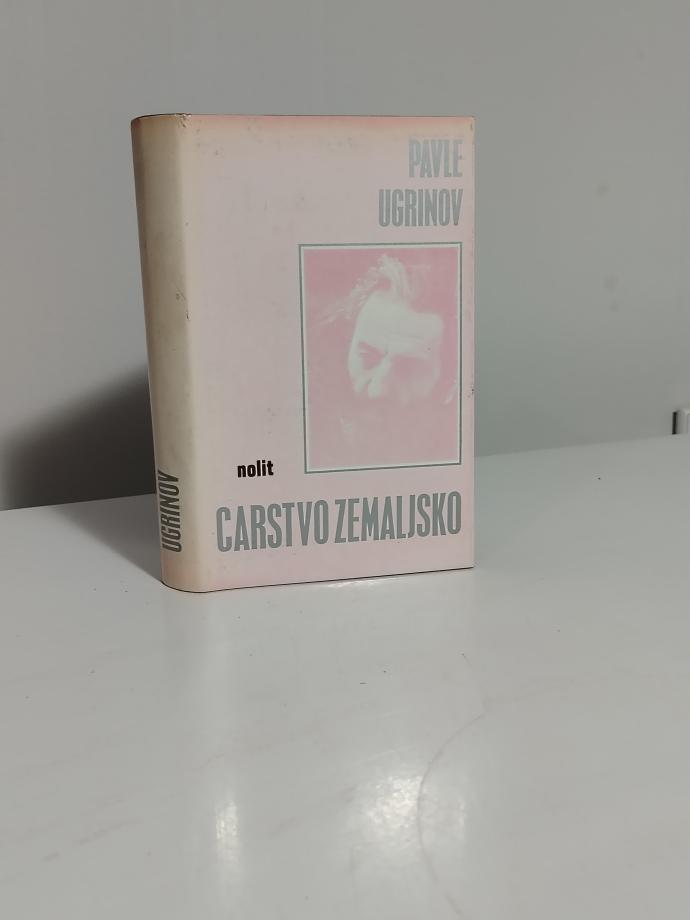 PAVLE
UGRINOV
nolit
CARSTVO ZEMALJSKO
UGRINOV